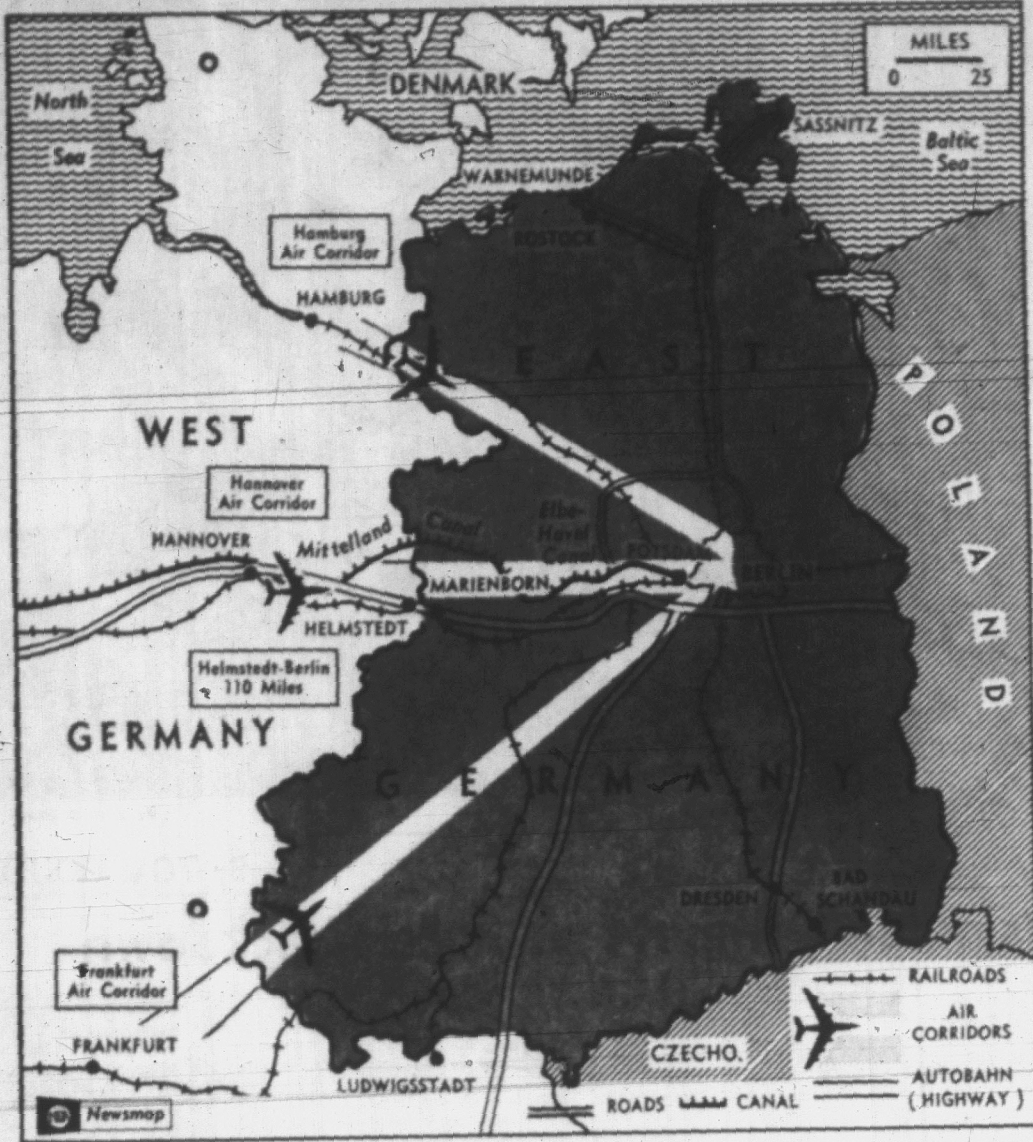 MILES
0 25
DENMARK
North
Sea
SASSNITZ
Baltic
Sea
WARNEMUNDE
ROSTOCK
Hamburg
Air Corridor
HAMBURG
EAST
POLAND
WEST
Hannover
Air Corridor
HANNOVER
Mittelland
Canal
Elbe-
Havel
Canal
POTSDAM
BERLIN
MARIENBORN
HELMSTEDT
Helmstedt-Berlin
110 Miles
GERMANY
GERMANY
DRESDEN
BAD
SCHANDAU
Frankfurt
Air Corridor
FRANKFURT
LUDWIGSSTADT
CZECHO.
RAILROADS
AIR
CORRIDORS
AUTOBAHN
(HIGHWAY)
ROADS CANAL
Newsmap